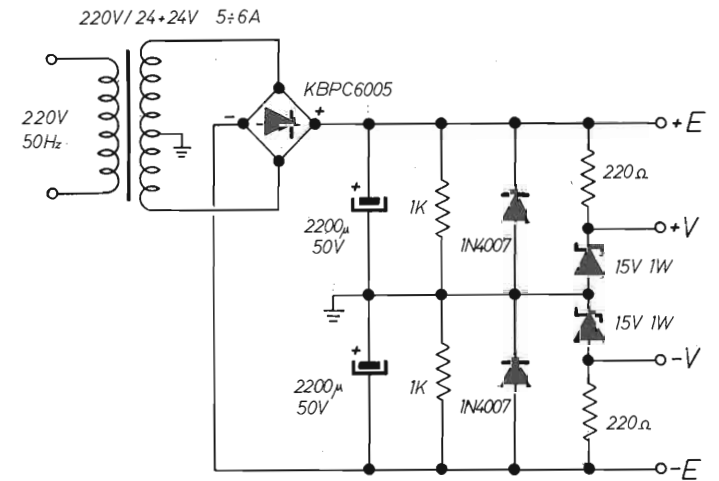 220V/24+24V 5÷6A
KBPC6005
220V
50Hz
-
+
+E
220Ω
+
1K
2200μ
50V
1N4007
+V
15V 1W
15V 1W
+
-V
2200μ
50V
1K
1N4007
220Ω
-E